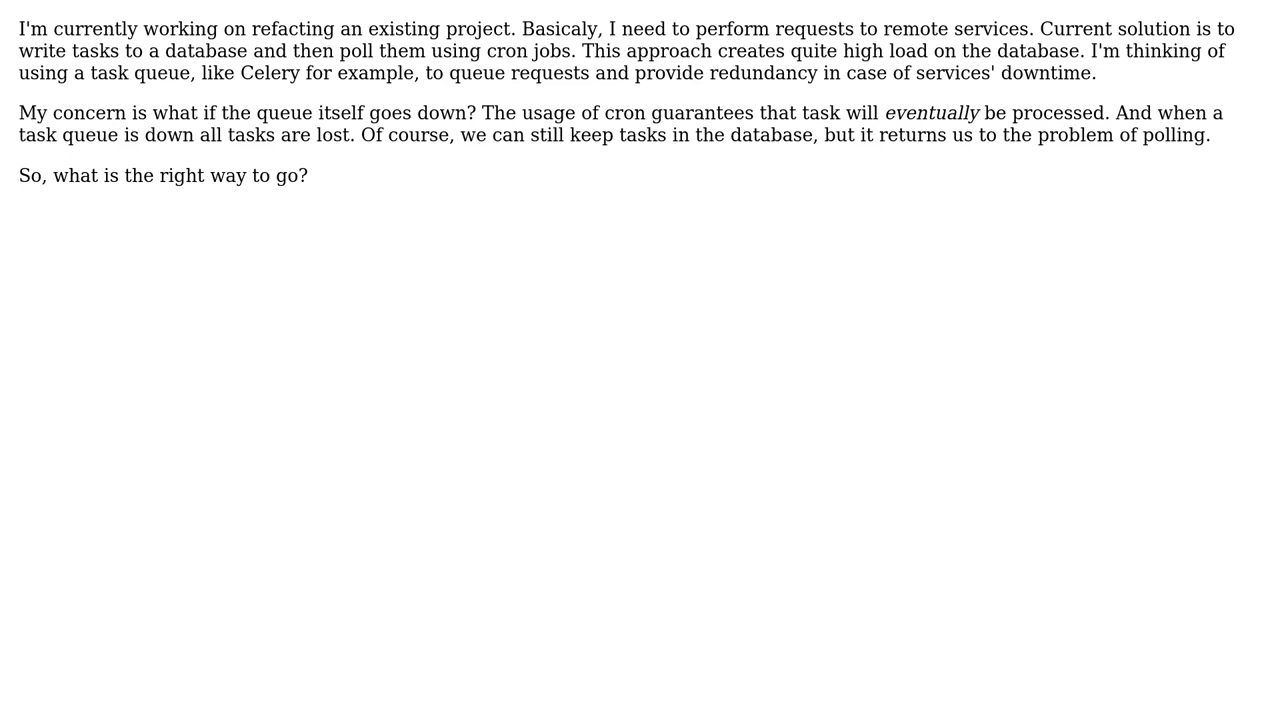 I'm currently working on refacting an existing project. Basicaly, I need to perform requests to remote services. Current solution is to
write tasks to a database and then poll them using cron jobs. This approach creates quite high load on the database. I'm thinking of
using a task queue, like Celery for example, to queue requests and provide redundancy in case of services' downtime.
My concern is what if the queue itself goes down? The usage of cron guarantees that task will eventually be processed. And when a
task queue is down all tasks are lost. Of course, we can still keep tasks in the database, but it returns us to the problem of polling.
So, what is the right way to go?